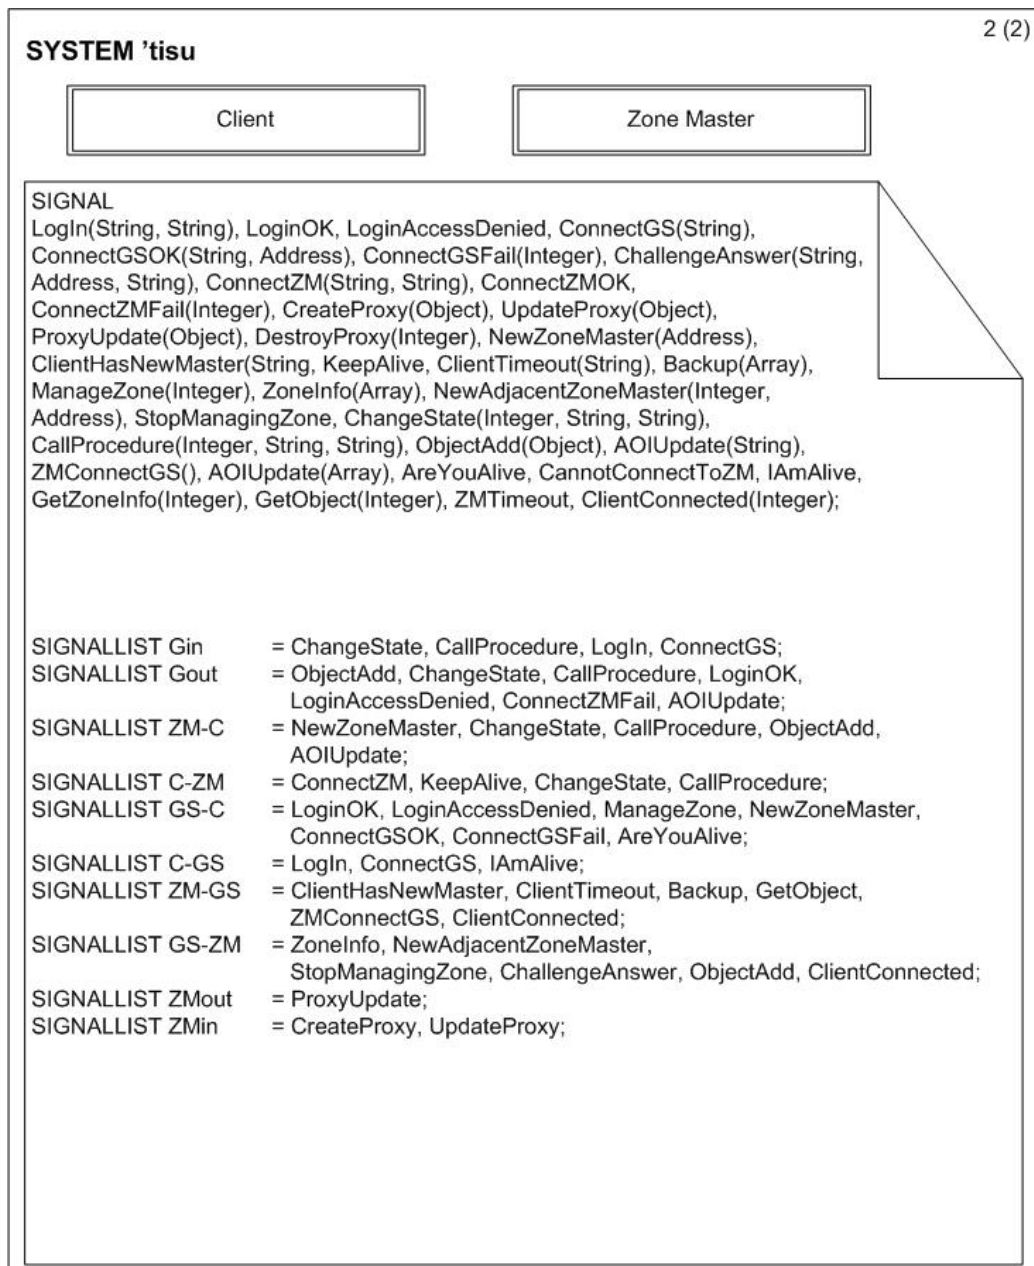 2 (2)
SYSTEM ’tisu
Client
Zone Master
SIGNAL
LogIn(String, String), LoginOK, LoginAccessDenied, ConnectGS(String),
ConnectGSOK(String, Address), ConnectGSFail(Integer), ChallengeAnswer(String,
Address, String), ConnectZM(String, String), ConnectZMOK,
ConnectZMFail(Integer), CreateProxy(Object), UpdateProxy(Object),
ProxyUpdate(Object), DestroyProxy(Integer), NewZoneMaster(Address),
ClientHasNewMaster(String, KeepAlive, ClientTimeout(String), Backup(Array),
ManageZone(Integer), ZoneInfo(Array), NewAdjacentZoneMaster(Integer,
Address), StopManagingZone, ChangeState(Integer, String, String),
CallProcedure(Integer, String, String), ObjectAdd(Object), AOIUpdate(String),
ZMConnectGS(), AOIUpdate(Array), AreYouAlive, CannotConnectToZM, IAmAlive,
GetZoneInfo(Integer), GetObject(Integer), ZMTimeout, ClientConnected(Integer);
SIGNALLIST Gin = ChangeState, CallProcedure, LogIn, ConnectGS;
SIGNALLIST Gout = ObjectAdd, ChangeState, CallProcedure, LoginOK,
LoginAccessDenied, ConnectZMFail, AOIUpdate;
SIGNALLIST ZM-C = NewZoneMaster, ChangeState, CallProcedure, ObjectAdd,
AOIUpdate;
SIGNALLIST C-ZM = ConnectZM, KeepAlive, ChangeState, CallProcedure;
SIGNALLIST GS-C = LoginOK, LoginAccessDenied, ManageZone, NewZoneMaster,
ConnectGSOK, ConnectGSFail, AreYouAlive;
SIGNALLIST C-GS = LogIn, ConnectGS, IAmAlive;
SIGNALLIST ZM-GS = ClientHasNewMaster, ClientTimeout, Backup, GetObject,
ZMConnectGS, ClientConnected;
SIGNALLIST GS-ZM = ZoneInfo, NewAdjacentZoneMaster,
StopManagingZone, ChallengeAnswer, ObjectAdd, ClientConnected;
SIGNALLIST ZMout = ProxyUpdate;
SIGNALLIST ZMin = CreateProxy, UpdateProxy;